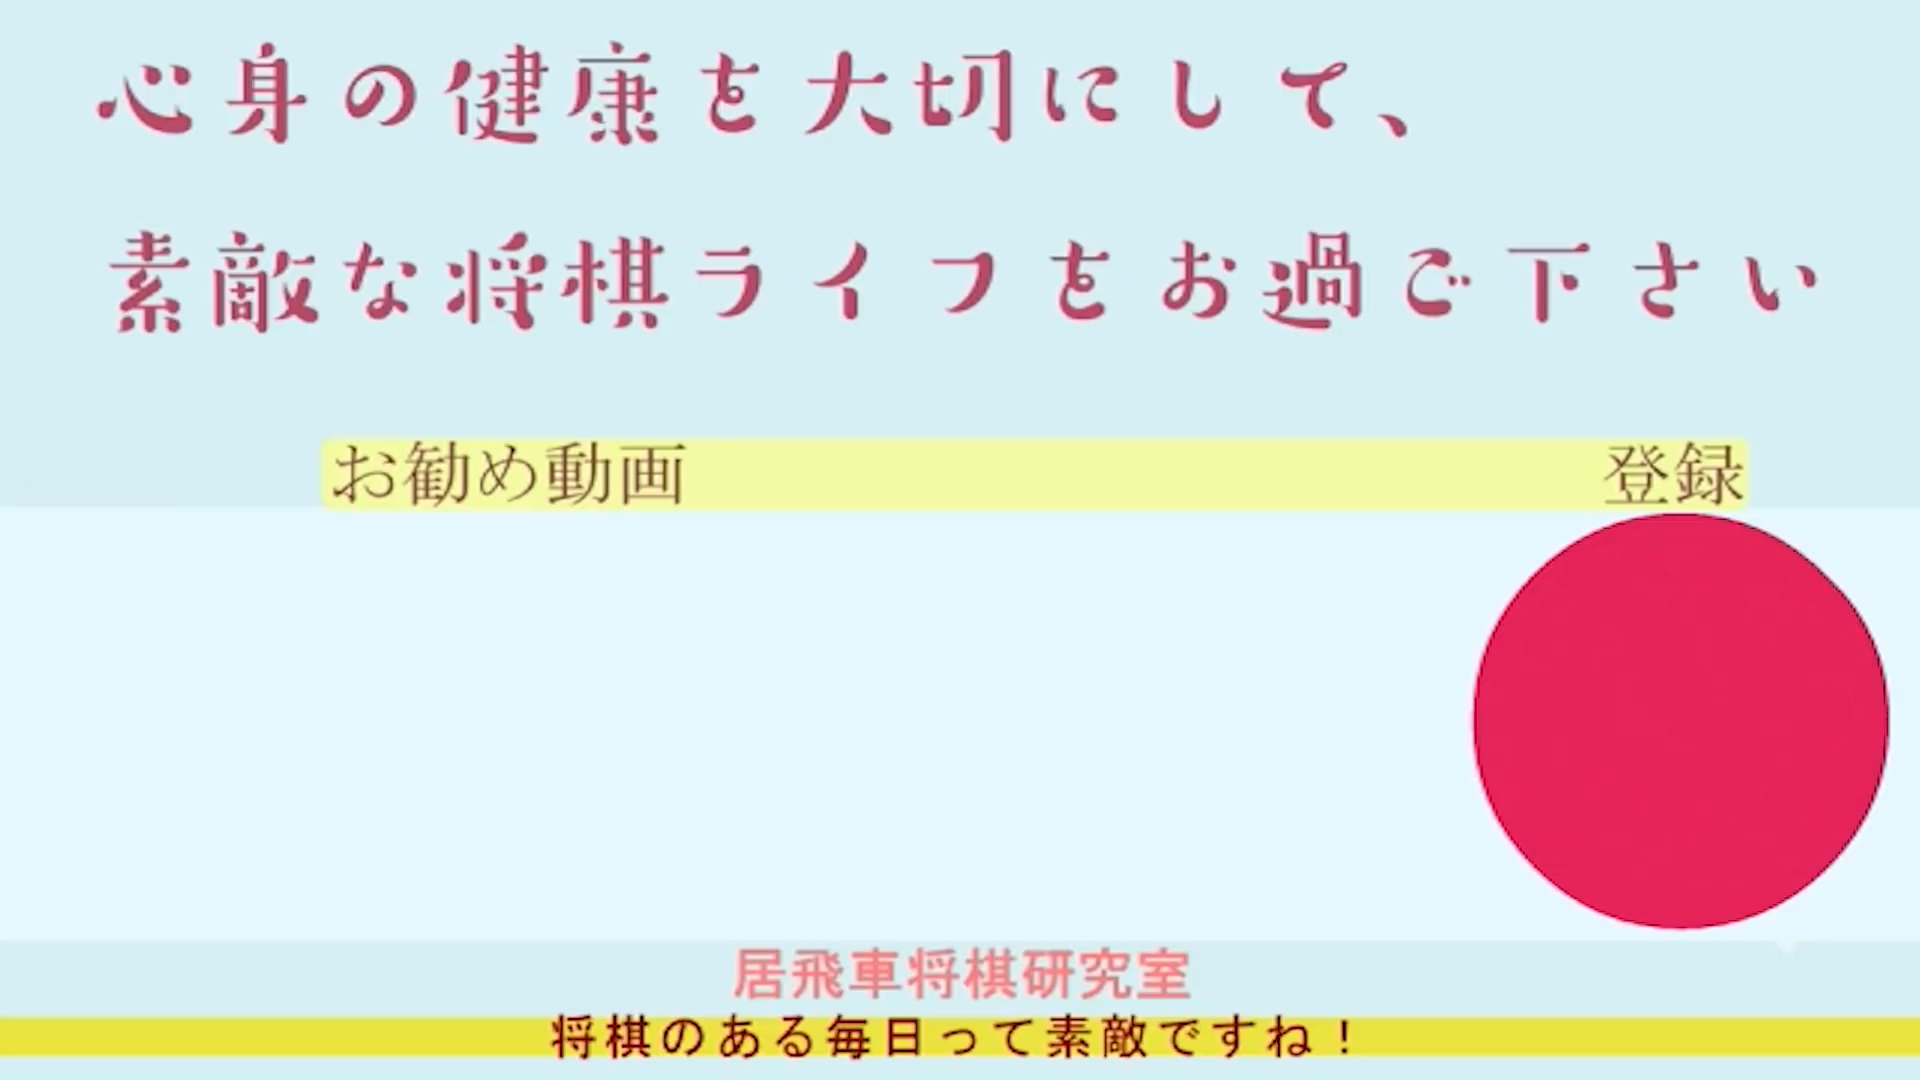 心身の健康を大切にして、
素敵な将棋ライフをお過ご下さい
お勧め動画
登録
居飛車将棋研究室
将棋のある毎日って素敵ですね！